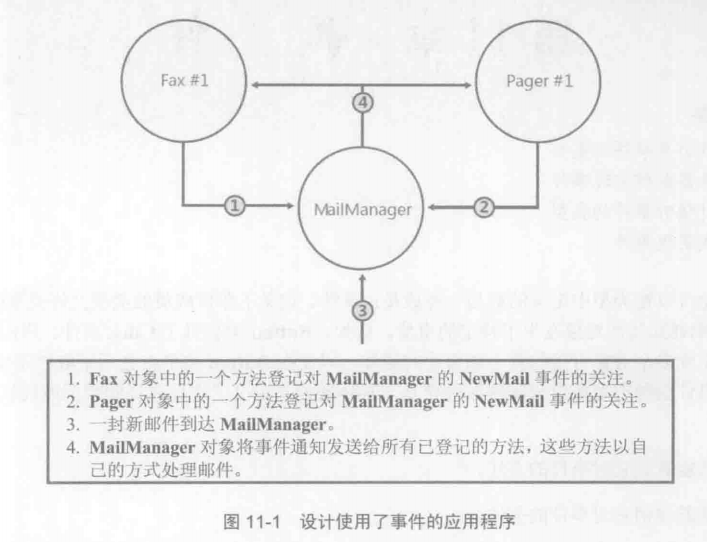 Fax #1
Pager #1
④
①
MailManager
②
③
1. Fax 对象中的一个方法登记对 MailManager 的 NewMail 事件的关注。
2. Pager 对象中的一个方法登记对 MailManager 的 NewMail 事件的关注。
3. 一封新邮件到达 MailManager。
4. MailManager 对象将事件通知发送给所有已登记的方法，这些方法以自
己的方式处理邮件。
图 11-1 设计使用了事件的应用程序